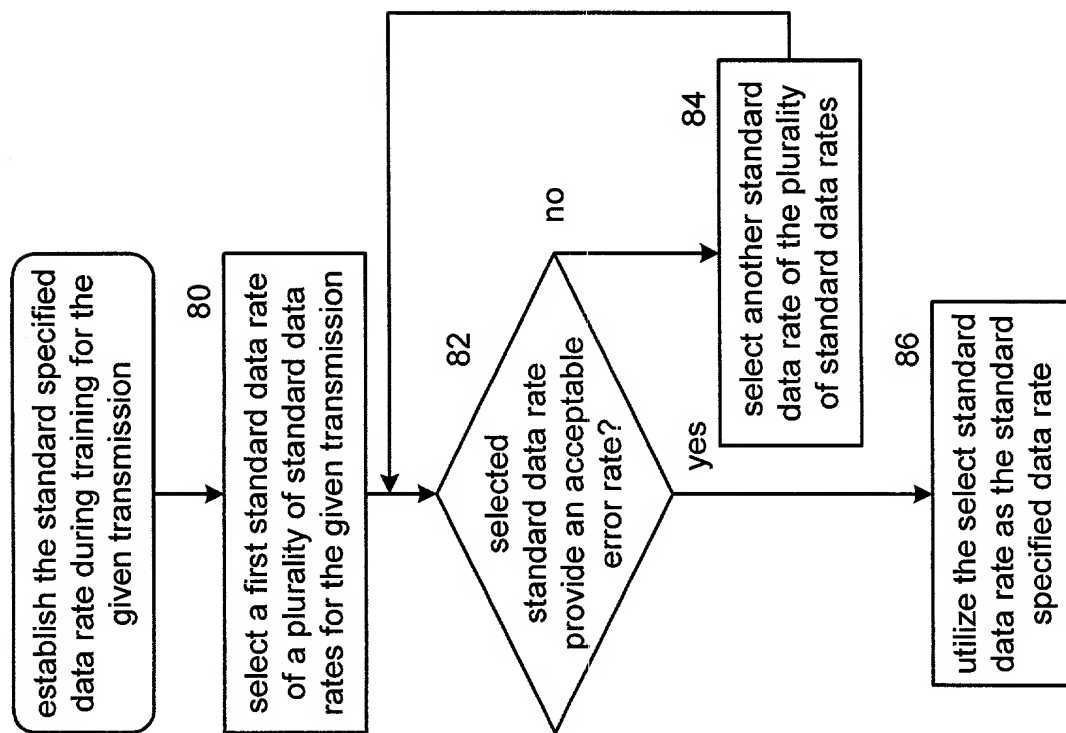 establish the standard specified
data rate during training for the
given transmission
80
select a first standard data rate
of a plurality of standard data
rates for the given transmission
82
selected
standard data rate
provide an acceptable
error rate?
no
yes
84
select another standard
data rate of the plurality
of standard data rates
86
utilize the select standard
data rate as the standard
specified data rate